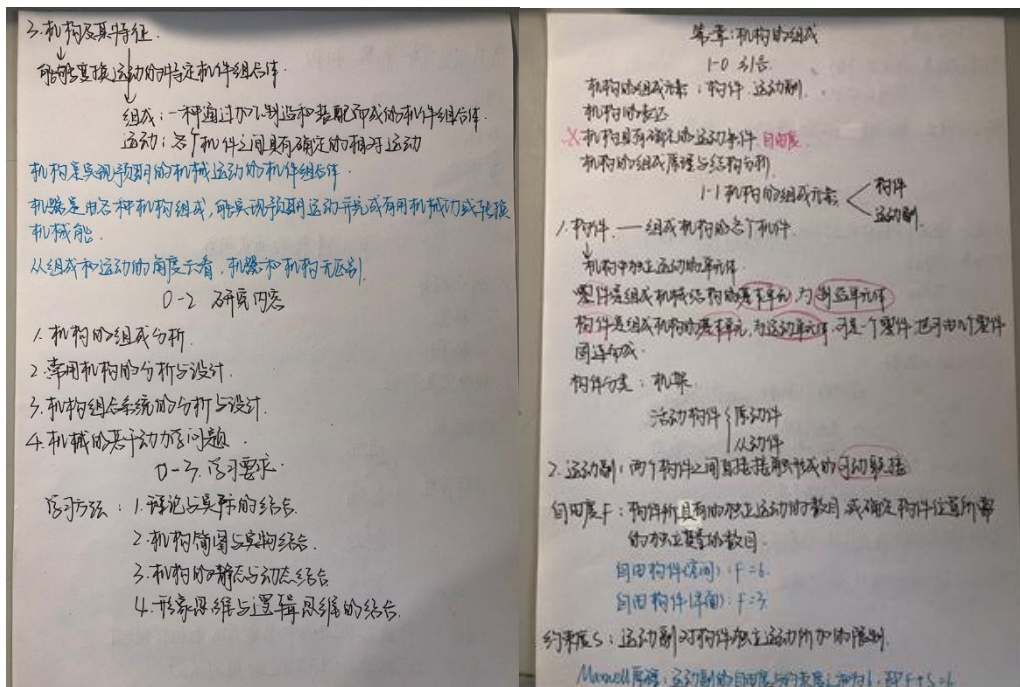 3.机构及其特征.
能够变换运动的特定机件组合体.
组成:一种通过加工制造和装配而成的机件组合体.
运动:各个机件之间具有确定的相对运动
机构是实现预期的机械运动的机件组合体.
机器是由各种机构组成,能实现预期运动并完成有用机械功或转换
机械能.
从组成和运动的角度去看,机器和机构无区别.
0-2 研究内容
1.机构的组成分析.
2.常用机构的分析与设计.
3.机构组合系统的分析与设计.
4.机械的若干动力学问题.
0-3.学习要求.
学习方法:1.理论与实际的结合.
2.机构简图与实物结合.
3.机构的静态与动态结合.
4.形象思维与逻辑思维的结合.
第一章:机构的组成
1-0 引言.
机构的组成元素:构件.运动副.
机构的表达
机构具有确定的运动条件.自由度.
机构的组成原理与结构分析.
1-1 机构的组成元素 构件
运动副.
1.构件.——组成机构的各个机件.
机构中独立运动的单元体.
零件是组成机械结构的基本单元,为制造单元体
构件是组成机构的基本单元,为运动单元体,可是一个零件也可由几个零件
固连而成.
构件分类:机架.
活动构件 原动件
从动件
2.运动副:两个构件之间直接接触形成的可动联接
自由度F:构件所具有的独立运动的数目,或确定构件位置所需
的独立变量的数目.
自由构件(空间):F=6.
自由构件(平面):F=3.
约束度S:运动副对构件独立运动所加的限制.
Maxwell原理:运动副的自由度与约束度之和为6,即F+S=6